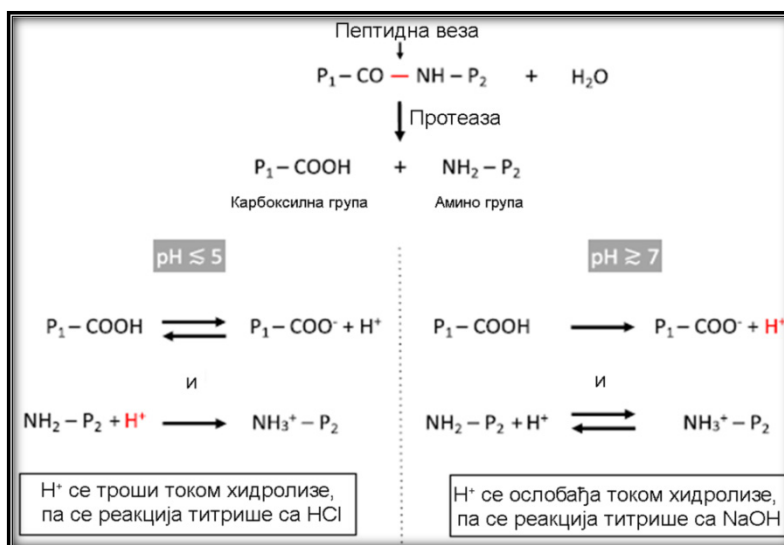 Пептидна веза
P₁ – CO — NH – P₂ + H₂O
Протеаза
P₁ – COOH + NH₂ – P₂
Карбоксилна група Амино група
pH ≲ 5
P₁ – COOH ⇌ P₁ – COO⁻ + H⁺
и
NH₂ – P₂ + H⁺ → NH₃⁺ – P₂
H⁺ се троши током хидролизе,
па се реакција титрише са HCl
pH ≳ 7
P₁ – COOH → P₁ – COO⁻ + H⁺
и
NH₂ – P₂ + H⁺ ⇌ NH₃⁺ – P₂
H⁺ се ослобађа током хидролизе,
па се реакција титрише са NaOH